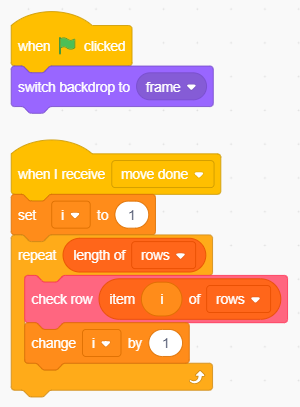 when clicked
switch backdrop to frame
when I receive move done
set i to 1
repeat length of rows
check row item i of rows
change i by 1